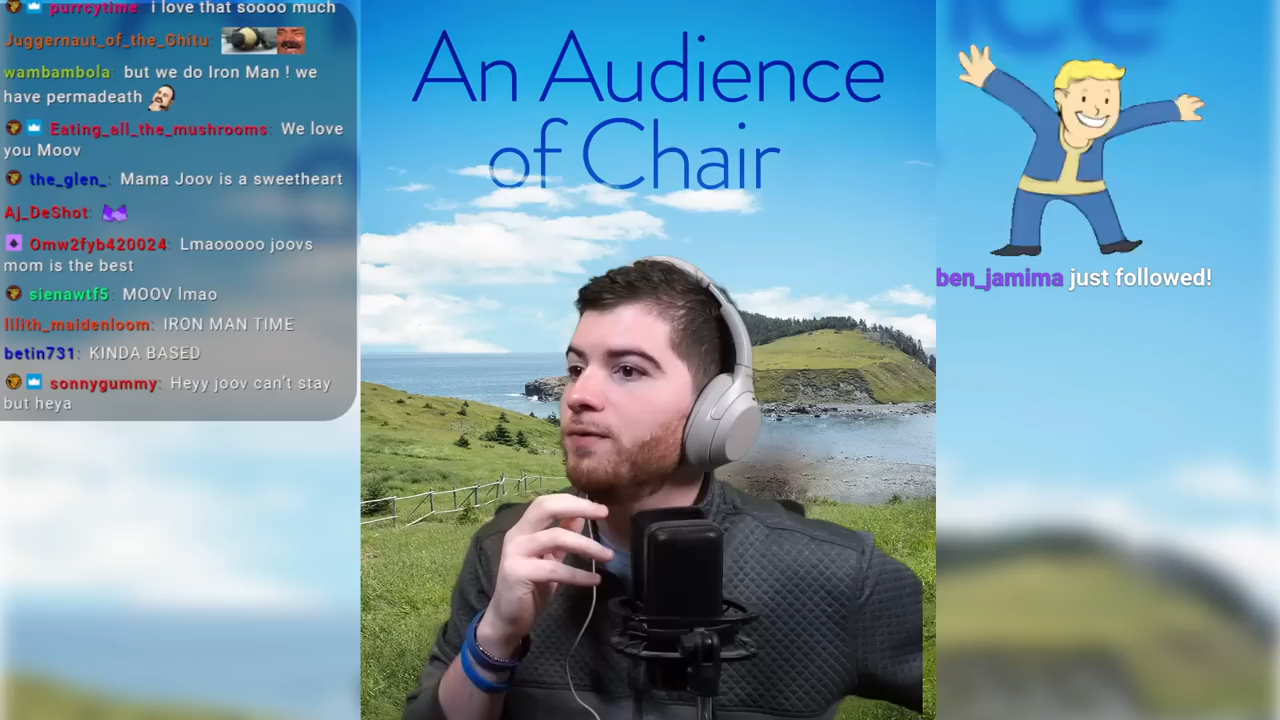 purrcytime i love that soooo much
Juggernaut_of_the_Ghitu:
wambambola: but we do Iron Man ! we
have permadeath
Eating_all_the_mushrooms: We love
you Moov
the_glen_: Mama Joov is a sweetheart
Aj_DeShot:
Omw2fyb420024: Lmaooooo joovs
mom is the best
sienawtf5: MOOV lmao
lilith_maidenloom: IRON MAN TIME
betin731: KINDA BASED
sonnygummy: Heyy joov can't stay
but heya
An Audience
of Chair
ben_jamima just followed!